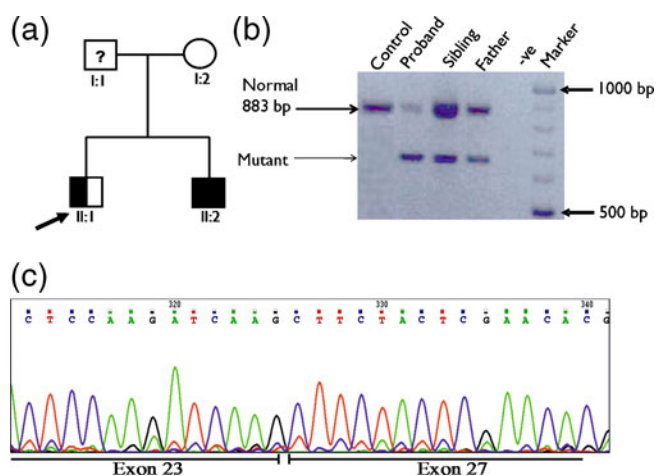 (a)
?
I:1
I:2
II:1
II:2
(b)
Control
Proband
Sibling
Father
-ve
Marker
Normal
883 bp
Mutant
1000 bp
500 bp
(c)
320 330 340
C T C C A A G A T C A A G C T T C T A C T C G A A C A C G
Exon 23 Exon 27